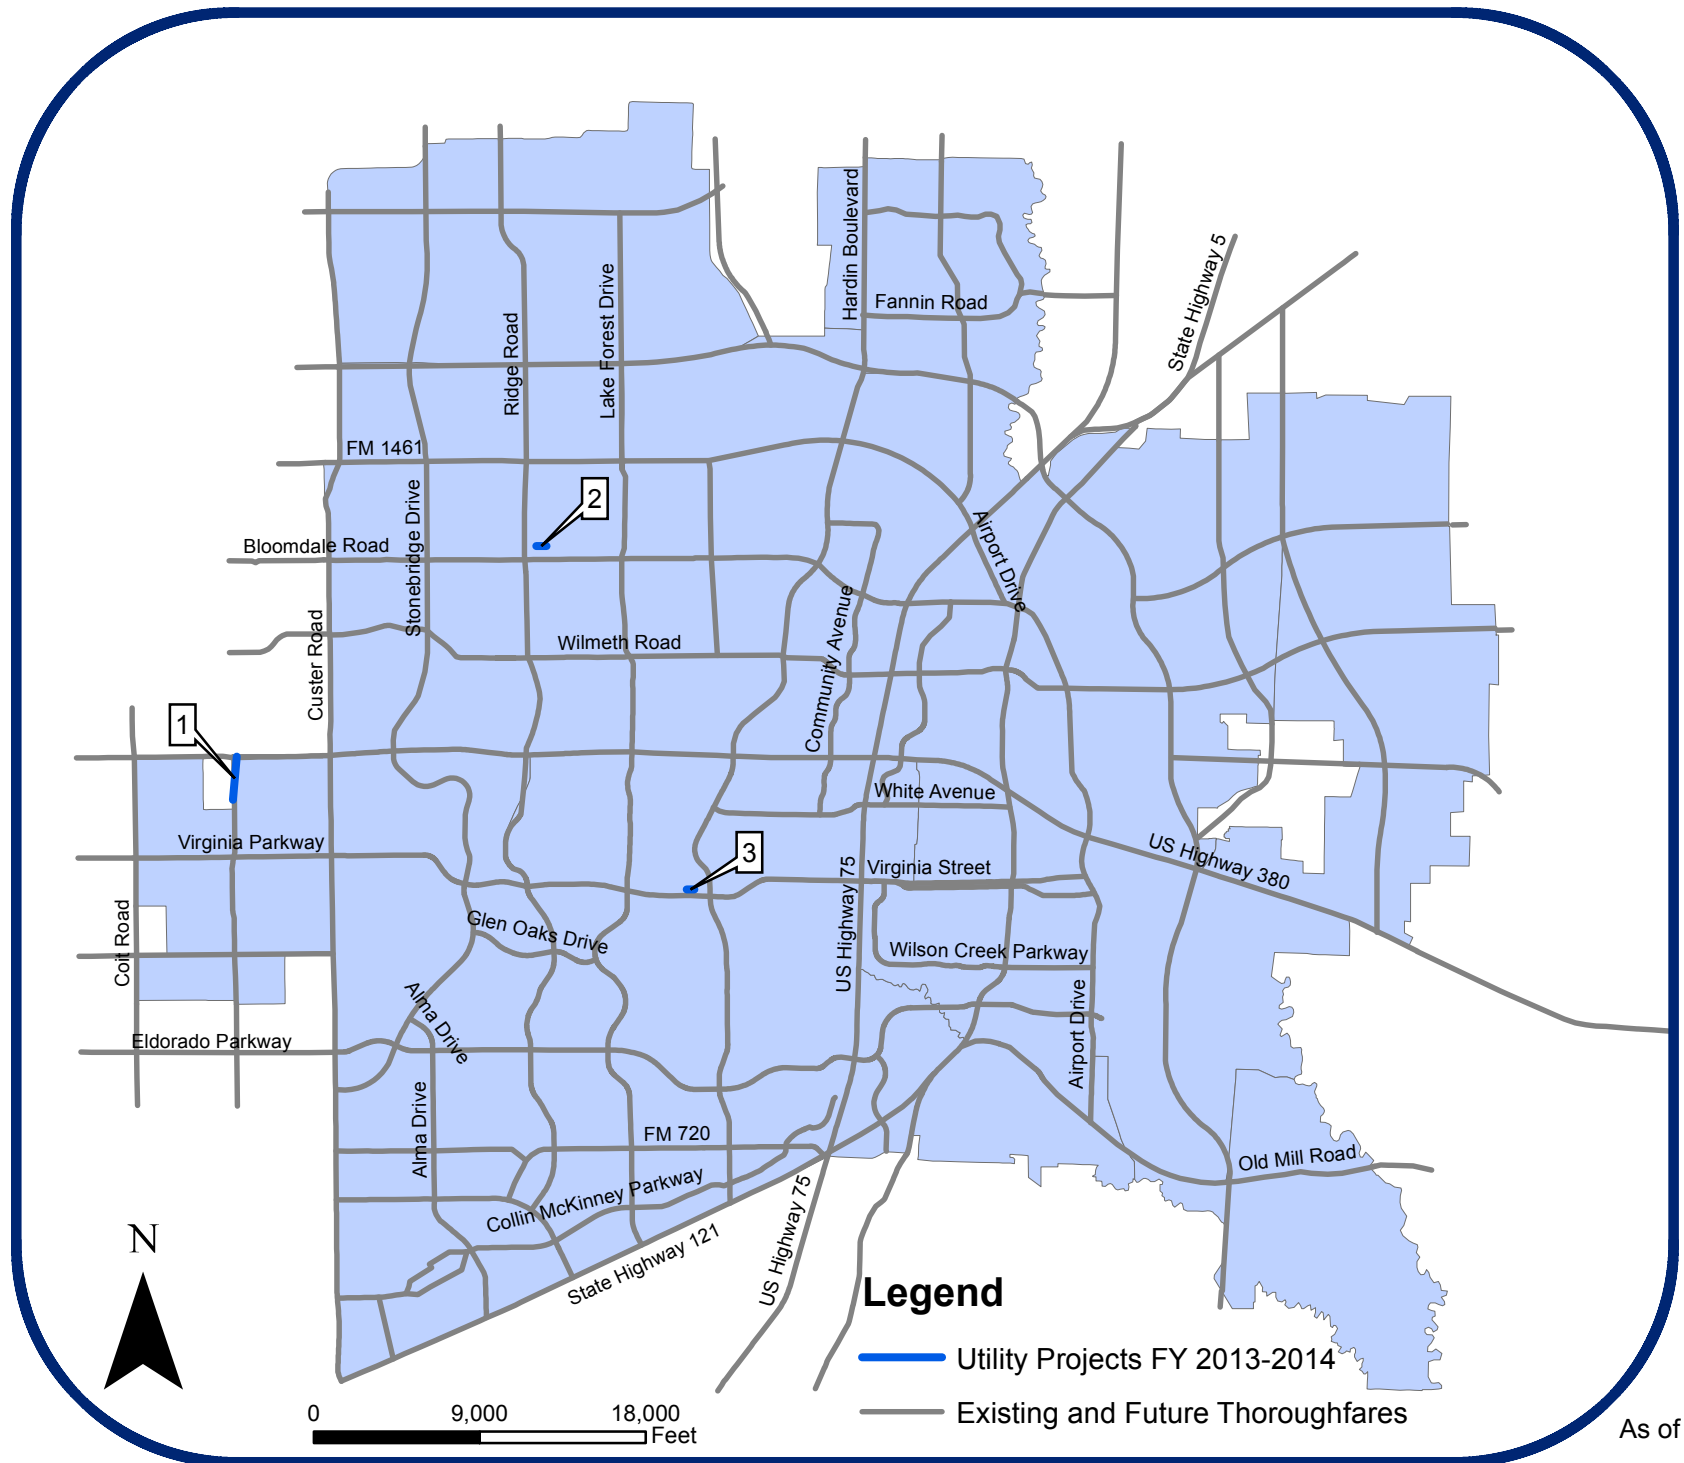 Hardin Boulevard
State Highway 5
Fannin Road
Lake Forest Drive
Ridge Road
FM 1461
2
Stonebridge Drive
Airport Drive
Bloomdale Road
Community Avenue
Custer Road
Wilmeth Road
1
White Avenue
Virginia Parkway
3
US Highway 380
Virginia Street
US Highway 75
Coit Road
Glen Oaks Drive
Wilson Creek Parkway
Alma Drive
Airport Drive
Eldorado Parkway
Alma Drive
FM 720
Old Mill Road
Collin McKinney Parkway
US Highway 75
State Highway 121
N
Legend
Utility Projects FY 2013-2014
Existing and Future Thoroughfares
0 9,000 18,000
Feet
As of